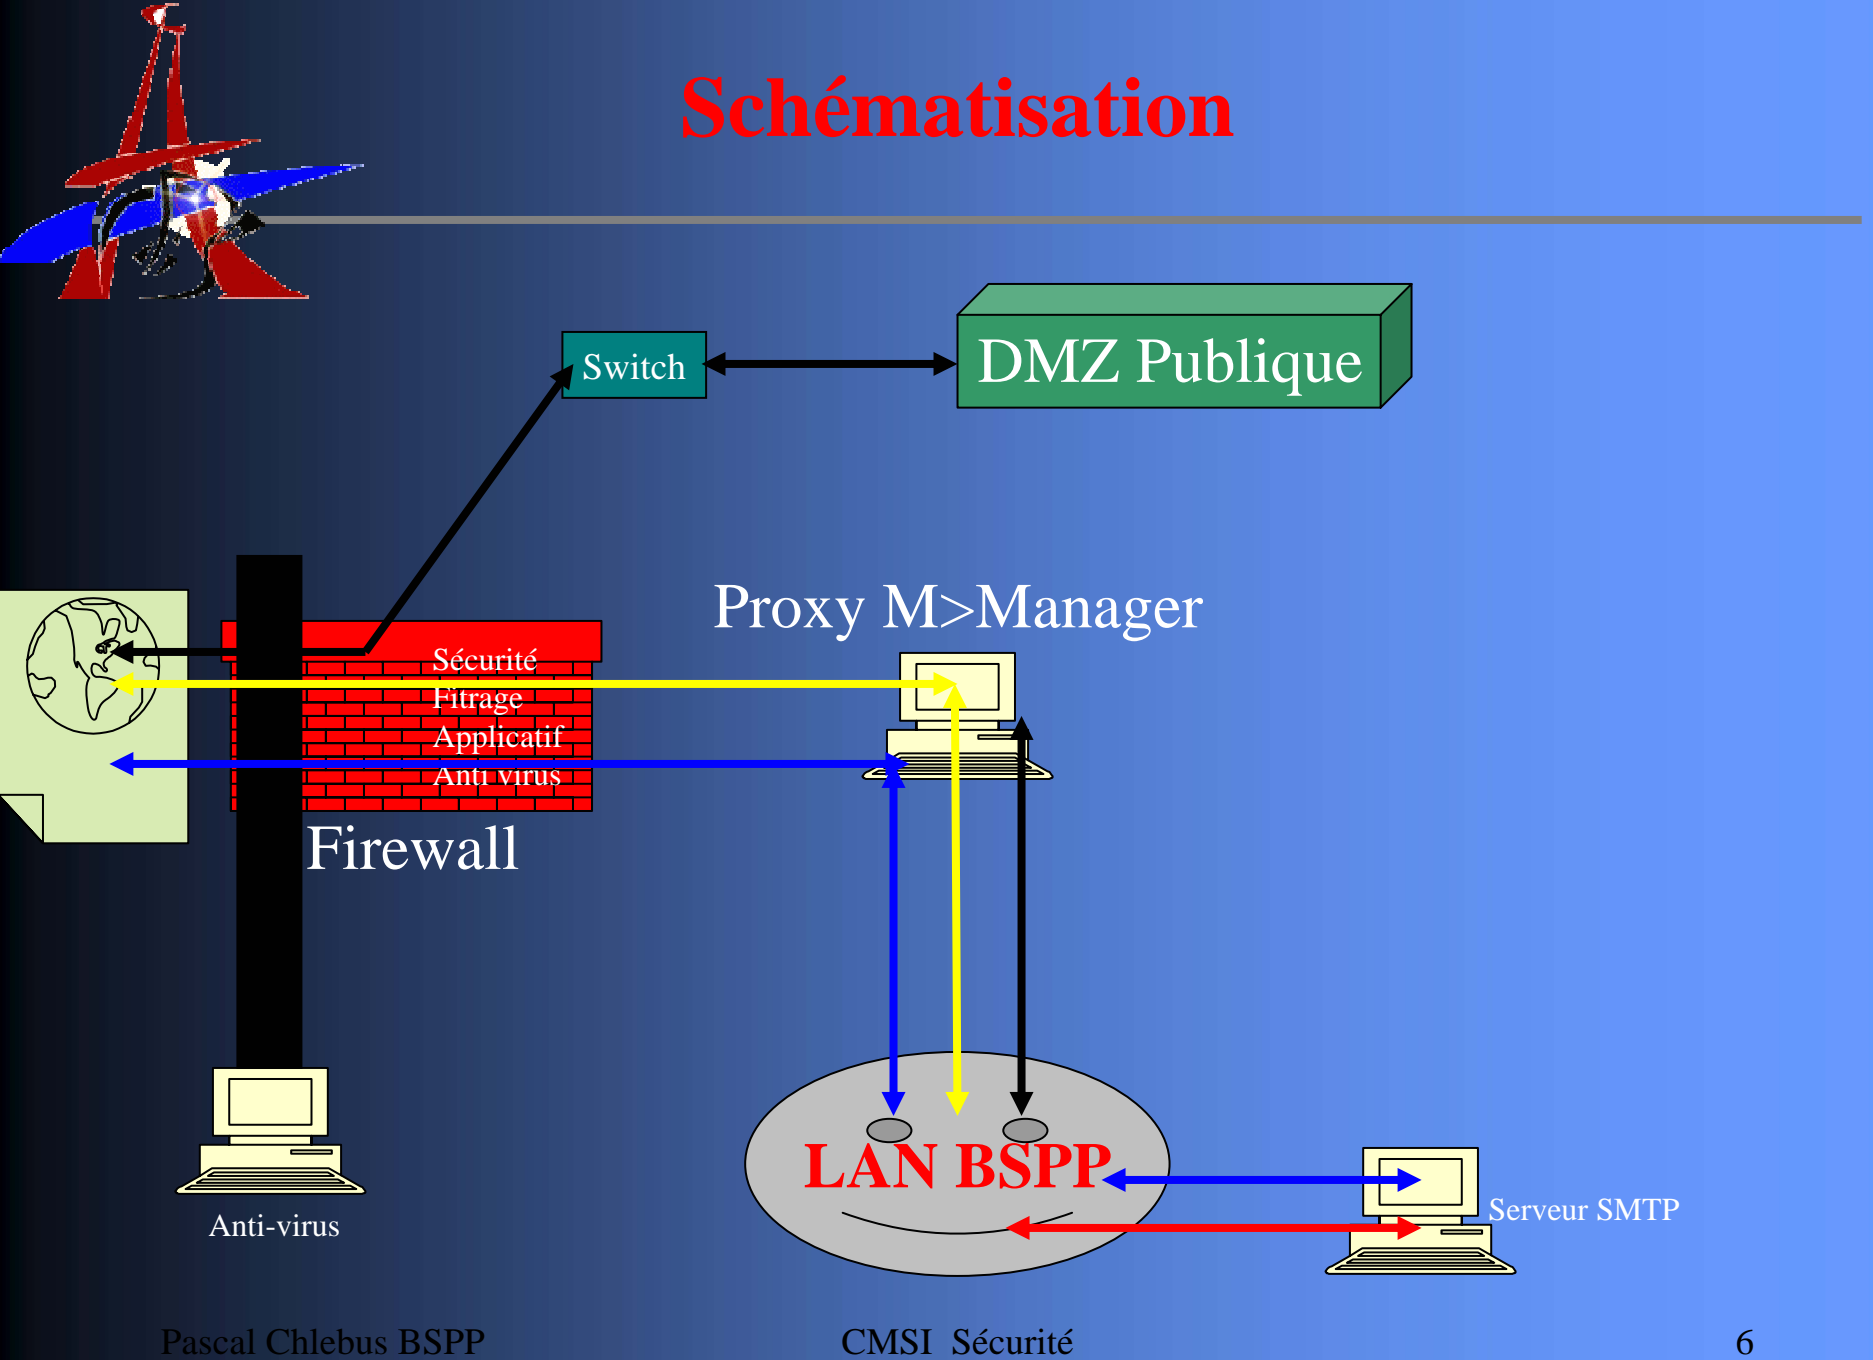 Schématisation
Switch
DMZ Publique
Proxy M>Manager
Sécurité
Fitrage
Applicatif
Anti virus
Firewall
LAN BSPP
Serveur SMTP
Anti-virus
Pascal Chlebus BSPP
CMSI Sécurité
6